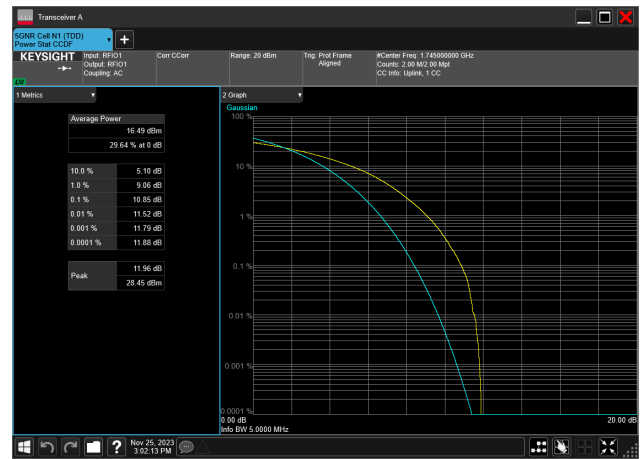 Transceiver A
5GNR Cell N1 (TDD)
Power Stat CCDF
KEYSIGHT
LXI
Input: RFIO1
Output: RFIO1
Coupling: AC
Corr CCorr
Range: 20 dBm
Trig: Prot Frame
Aligned
#Center Freq: 1.745000000 GHz
Counts: 2.00 M/2.00 Mpt
CC Info: Uplink, 1 CC
1 Metrics
Average Power
16.49 dBm
29.64 % at 0 dB
10.0 % 5.10 dB
1.0 % 9.06 dB
0.1 % 10.85 dB
0.01 % 11.52 dB
0.001 % 11.79 dB
0.0001 % 11.88 dB
Peak 11.96 dB
28.45 dBm
2 Graph
Gaussian
100 %
10 %
1 %
0.1 %
0.01 %
0.001 %
0.0001 %
0.00 dB 20.00 dB
Info BW 5.0000 MHz
Nov 25, 2023
3:02:13 PM